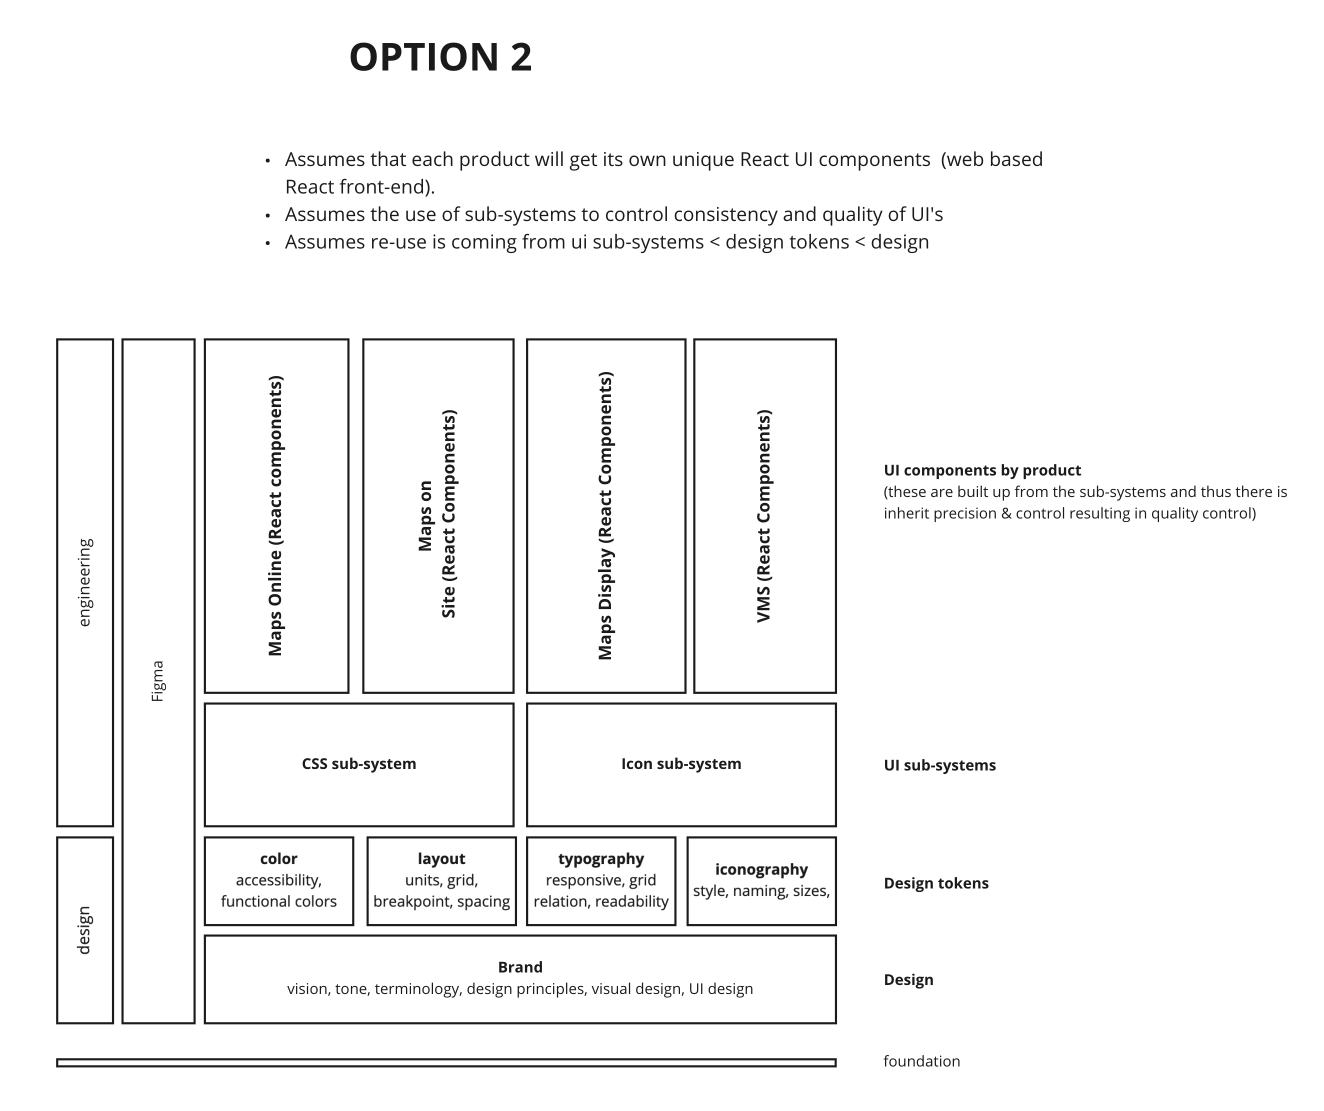 OPTION 2
• Assumes that each product will get its own unique React UI components  (web based
React front-end).
• Assumes the use of sub-systems to control consistency and quality of UI's
• Assumes re-use is coming from ui sub-systems < design tokens < design
engineering
Figma
Maps Online (React components)
Maps on
Site (React Components)
Maps Display (React Components)
VMS (React Components)
UI components by product
(these are built up from the sub-systems and thus there is
inherit precision & control resulting in quality control)
CSS sub-system
Icon sub-system
UI sub-systems
design
color
accessibility,
functional colors
layout
units, grid,
breakpoint, spacing
typography
responsive, grid
relation, readability
iconography
style, naming, sizes,
Design tokens
Brand
vision, tone, terminology, design principles, visual design, UI design
Design
foundation